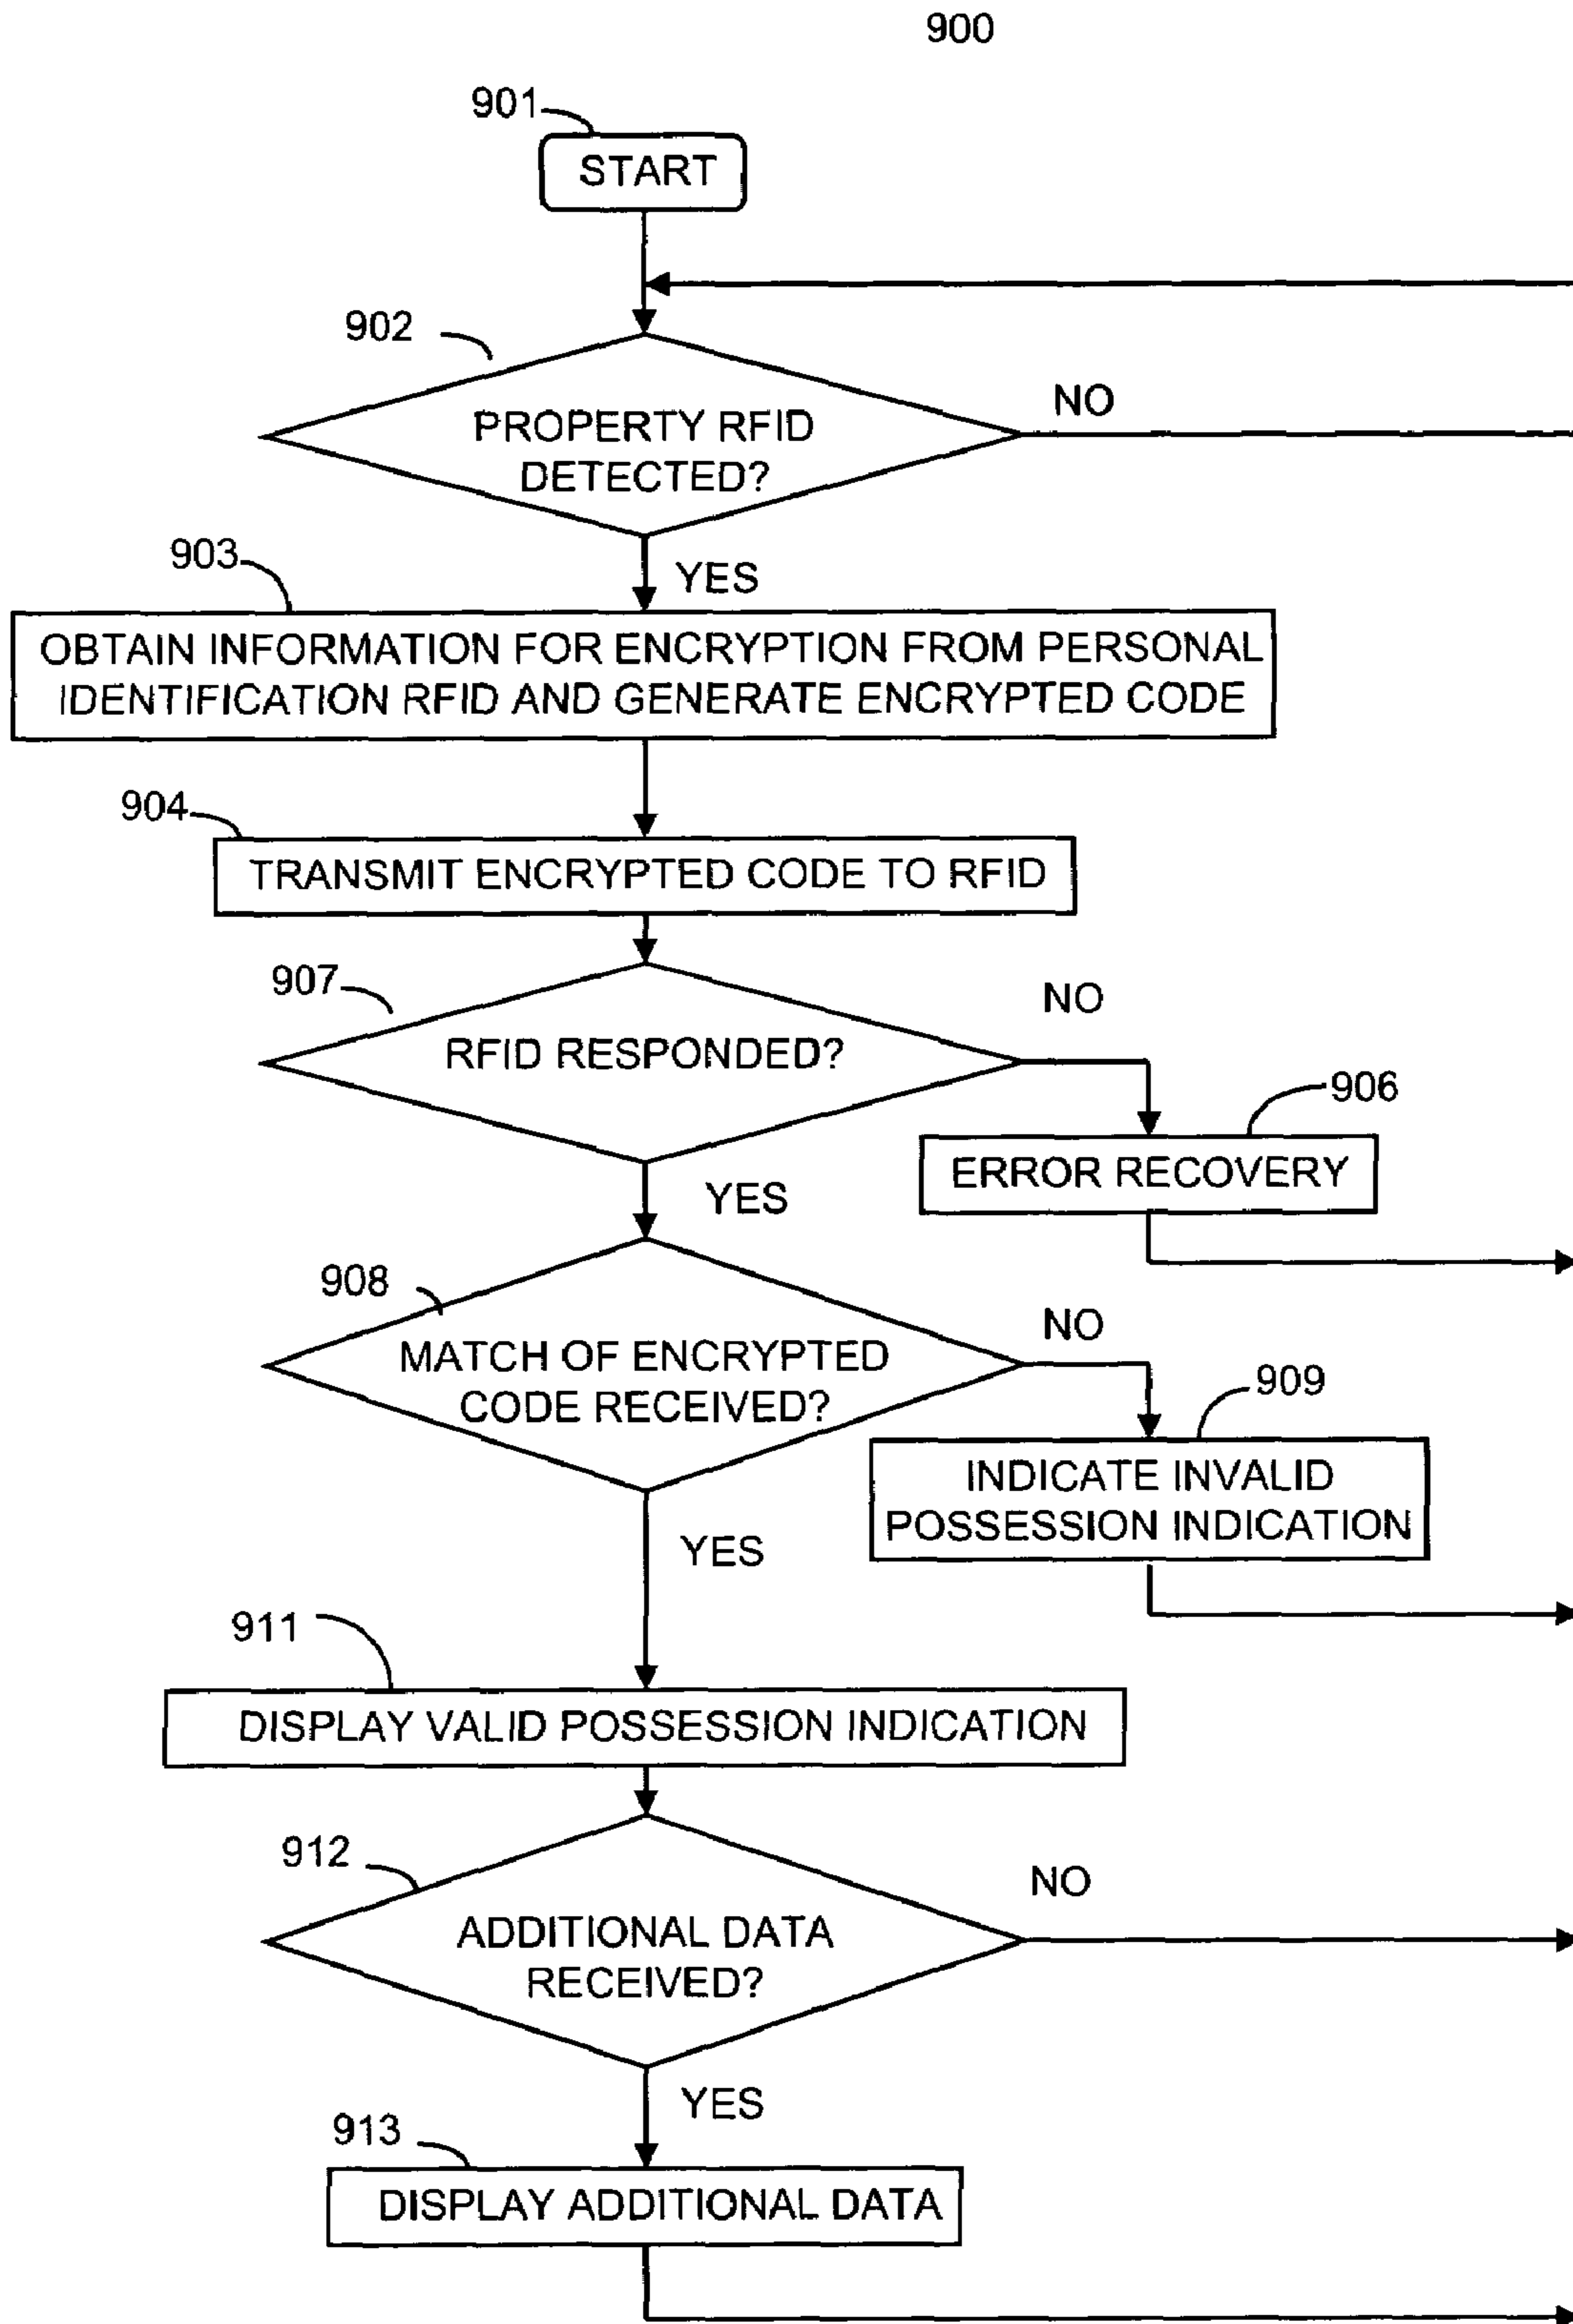 900
901
START
902
PROPERTY RFID
DETECTED?
NO
903
YES
OBTAIN INFORMATION FOR ENCRYPTION FROM PERSONAL
IDENTIFICATION RFID AND GENERATE ENCRYPTED CODE
904
TRANSMIT ENCRYPTED CODE TO RFID
907
RFID RESPONDED?
NO
906
ERROR RECOVERY
YES
908
MATCH OF ENCRYPTED
CODE RECEIVED?
NO
909
INDICATE INVALID
POSSESSION INDICATION
YES
911
DISPLAY VALID POSSESSION INDICATION
912
ADDITIONAL DATA
RECEIVED?
NO
YES
913
DISPLAY ADDITIONAL DATA